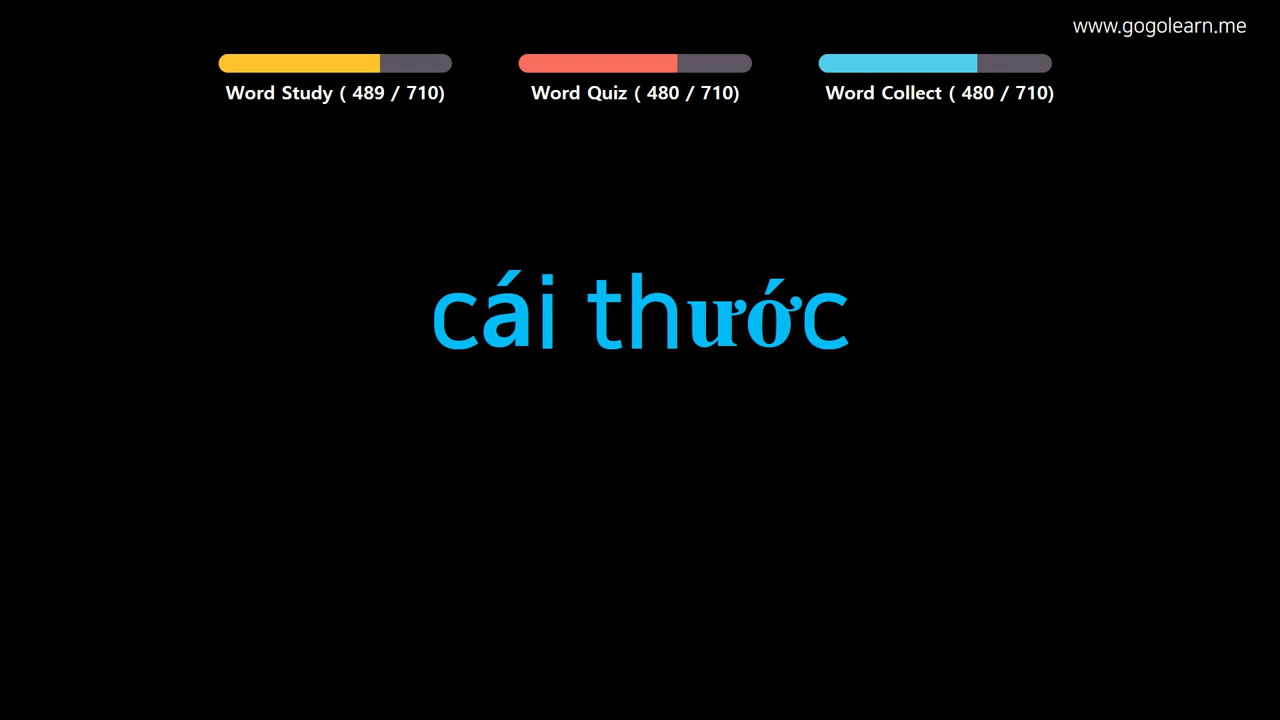 www.gogolearn.me
Word Study ( 489 / 710) Word Quiz ( 480 / 710) Word Collect ( 480 / 710)
cái thước